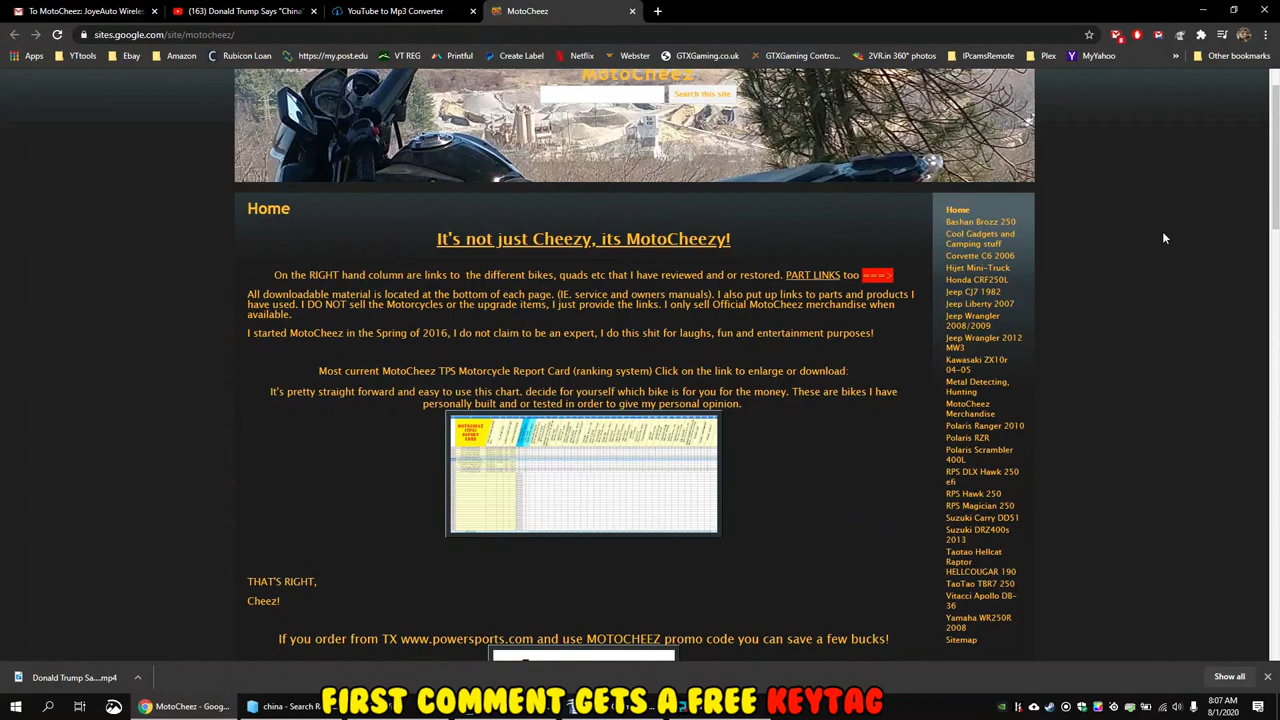 To MotoCheez: JoyeAutoWires M
(163) Donald Trump Says "China"
Youtube to Mp3 Converter
MotoCheez
sites.google.com/site/motocheez/
Apps
YTubes
Ebay
Amazon
Rubicon Loan
https://my.post.edu
VT REG
Printful
Create Label
Netflix
Webster
GTXGaming.co.uk
GTXGaming Contro...
2VR.in 360° photos
IPcamsRemote
Plex
MyYahoo
»
Other bookmarks
MotoCheez
Search this site
Home
It's not just Cheezy, its MotoCheezy!
On the RIGHT hand column are links to the different bikes, quads etc that I have reviewed and or restored. PART LINKS too ===>
All downloadable material is located at the bottom of each page. (IE. service and owners manuals). I also put up links to parts and products I
have used. I DO NOT sell the Motorcycles or the upgrade items, I just provide the links. I only sell Official MotoCheez merchandise when
available.
I started MotoCheez in the Spring of 2016, I do not claim to be an expert, I do this shit for laughs, fun and entertainment purposes!
Most current MotoCheez TPS Motorcycle Report Card (ranking system) Click on the link to enlarge or download:
It's pretty straight forward and easy to use this chart. decide for yourself which bike is for you for the money. These are bikes I have
personally built and or tested in order to give my personal opinion.
MOTOCHEEZ
(TPS)
REPORT
CARD
THAT'S RIGHT,
Cheez!
If you order from TX www.powersports.com and use MOTOCHEEZ promo code you can save a few bucks!
Home
Bashan Brozz 250
Cool Gadgets and
Camping stuff
Corvette C6 2006
Hijet Mini-Truck
Honda CRF250L
Jeep CJ7 1982
Jeep Liberty 2007
Jeep Wrangler
2008/2009
Jeep Wrangler 2012
MW3
Kawasaki ZX10r
04-05
Metal Detecting,
Hunting
MotoCheez
Merchandise
Polaris Ranger 2010
Polaris RZR
Polaris Scrambler
400L
RPS DLX Hawk 250
efi
RPS Hawk 250
RPS Magician 250
Suzuki Carry DD51
Suzuki DRZ400s
2013
Taotao Hellcat
Raptor
HELLCOUGAR 190
TaoTao TBR7 250
Vitacci Apollo DB-
36
Yamaha WR250R
2008
Sitemap
Donald Trump Sa....mp4
Show all
MotoCheez - Googl...
china - Search R
FIRST COMMENT GETS A FREE KEYTAG
8:07 AM
8/1/2020